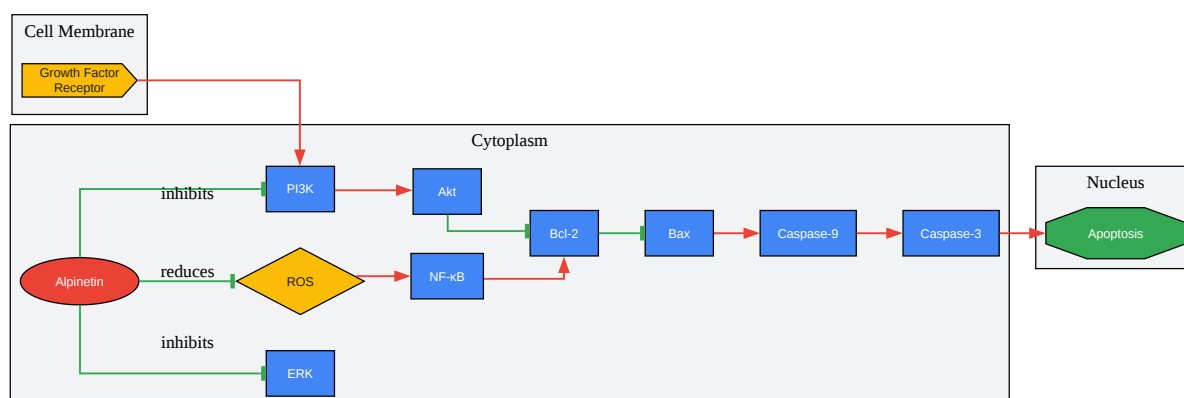 Cell Membrane
Growth Factor
Receptor
Cytoplasm
inhibits
PI3K
Akt
Nucleus
Bcl-2
Bax
Caspase-9
Caspase-3
Apoptosis
Alpinetin
reduces
ROS
NF-κB
inhibits
ERK